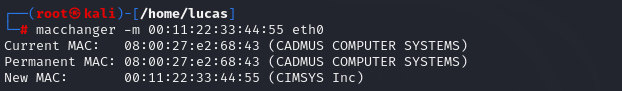 ┌──(root㉿kali)-[/home/lucas]
└─# macchanger -m 00:11:22:33:44:55 eth0
Current MAC:   08:00:27:e2:68:43 (CADMUS COMPUTER SYSTEMS)
Permanent MAC: 08:00:27:e2:68:43 (CADMUS COMPUTER SYSTEMS)
New MAC:       00:11:22:33:44:55 (CIMSYS Inc)